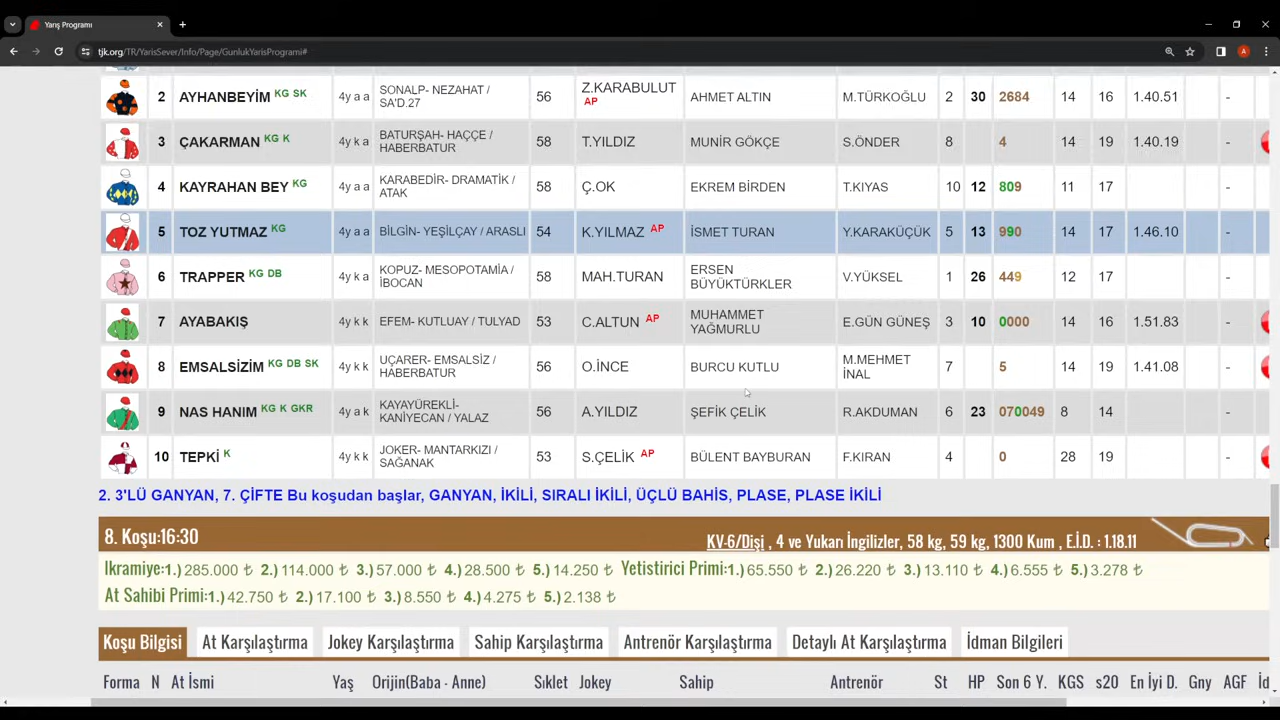 Yarış Programı
tjk.org/TR/YarisSever/Info/Page/GunlukYarisProgrami#
2 AYHANBEYİM KG SK 4y a a SONALP- NEZAHAT / SA'D.27 56 Z.KARABULUT AP AHMET ALTIN M.TÜRKOĞLU 2 30 2684 14 16 1.40.51 -
3 ÇAKARMAN KG K 4y k a BATURŞAH- HAÇÇE / HABERBATUR 58 T.YILDIZ MUNİR GÖKÇE S.ÖNDER 8 4 14 19 1.40.19 -
4 KAYRAHAN BEY KG 4y a a KARABEDİR- DRAMATİK / ATAK 58 Ç.OK EKREM BİRDEN T.KIYAS 10 12 809 11 17 -
5 TOZ YUTMAZ KG 4y a a BİLGİN- YEŞİLÇAY / ARASLI 54 K.YILMAZ AP İSMET TURAN Y.KARAKÜÇÜK 5 13 990 14 17 1.46.10 -
6 TRAPPER KG DB 4y k a KOPUZ- MESOPOTAMİA / İBOCAN 58 MAH.TURAN ERSEN BÜYÜKTÜRKLER V.YÜKSEL 1 26 449 12 17 -
7 AYABAKIŞ 4y k k EFEM- KUTLUAY / TULYAD 53 C.ALTUN AP MUHAMMET YAĞMURLU E.GÜN GÜNEŞ 3 10 0000 14 16 1.51.83 -
8 EMSALSİZİM KG DB SK 4y k k UÇARER- EMSALSİZ / HABERBATUR 56 O.İNCE BURCU KUTLU M.MEHMET İNAL 7 5 14 19 1.41.08 -
9 NAS HANIM KG K GKR 4y a k KAYAYÜREKLİ- KANİYECAN / YALAZ 56 A.YILDIZ ŞEFİK ÇELİK R.AKDUMAN 6 23 070049 8 14 -
10 TEPKİ K 4y k k JOKER- MANTARKIZI / SAĞANAK 53 S.ÇELİK AP BÜLENT BAYBURAN F.KIRAN 4 0 28 19 -
2. 3'LÜ GANYAN, 7. ÇİFTE Bu koşudan başlar, GANYAN, İKİLİ, SIRALI İKİLİ, ÜÇLÜ BAHİS, PLASE, PLASE İKİLİ
8. Koşu:16:30 KV-6/Dişi , 4 ve Yukarı İngilizler, 58 kg, 59 kg, 1300 Kum , E.İ.D. : 1.18.11
Ikramiye:1.) 285.000 ₺ 2.) 114.000 ₺ 3.) 57.000 ₺ 4.) 28.500 ₺ 5.) 14.250 ₺ Yetistirici Primi:1.) 65.550 ₺ 2.) 26.220 ₺ 3.) 13.110 ₺ 4.) 6.555 ₺ 5.) 3.278 ₺
At Sahibi Primi:1.) 42.750 ₺ 2.) 17.100 ₺ 3.) 8.550 ₺ 4.) 4.275 ₺ 5.) 2.138 ₺
Koşu Bilgisi At Karşılaştırma Jokey Karşılaştırma Sahip Karşılaştırma Antrenör Karşılaştırma Detaylı At Karşılaştırma İdman Bilgileri
Forma N At İsmi Yaş Orijin(Baba - Anne) Sıklet Jokey Sahip Antrenör St HP Son 6 Y. KGS s20 En İyi D. Gny AGF İd